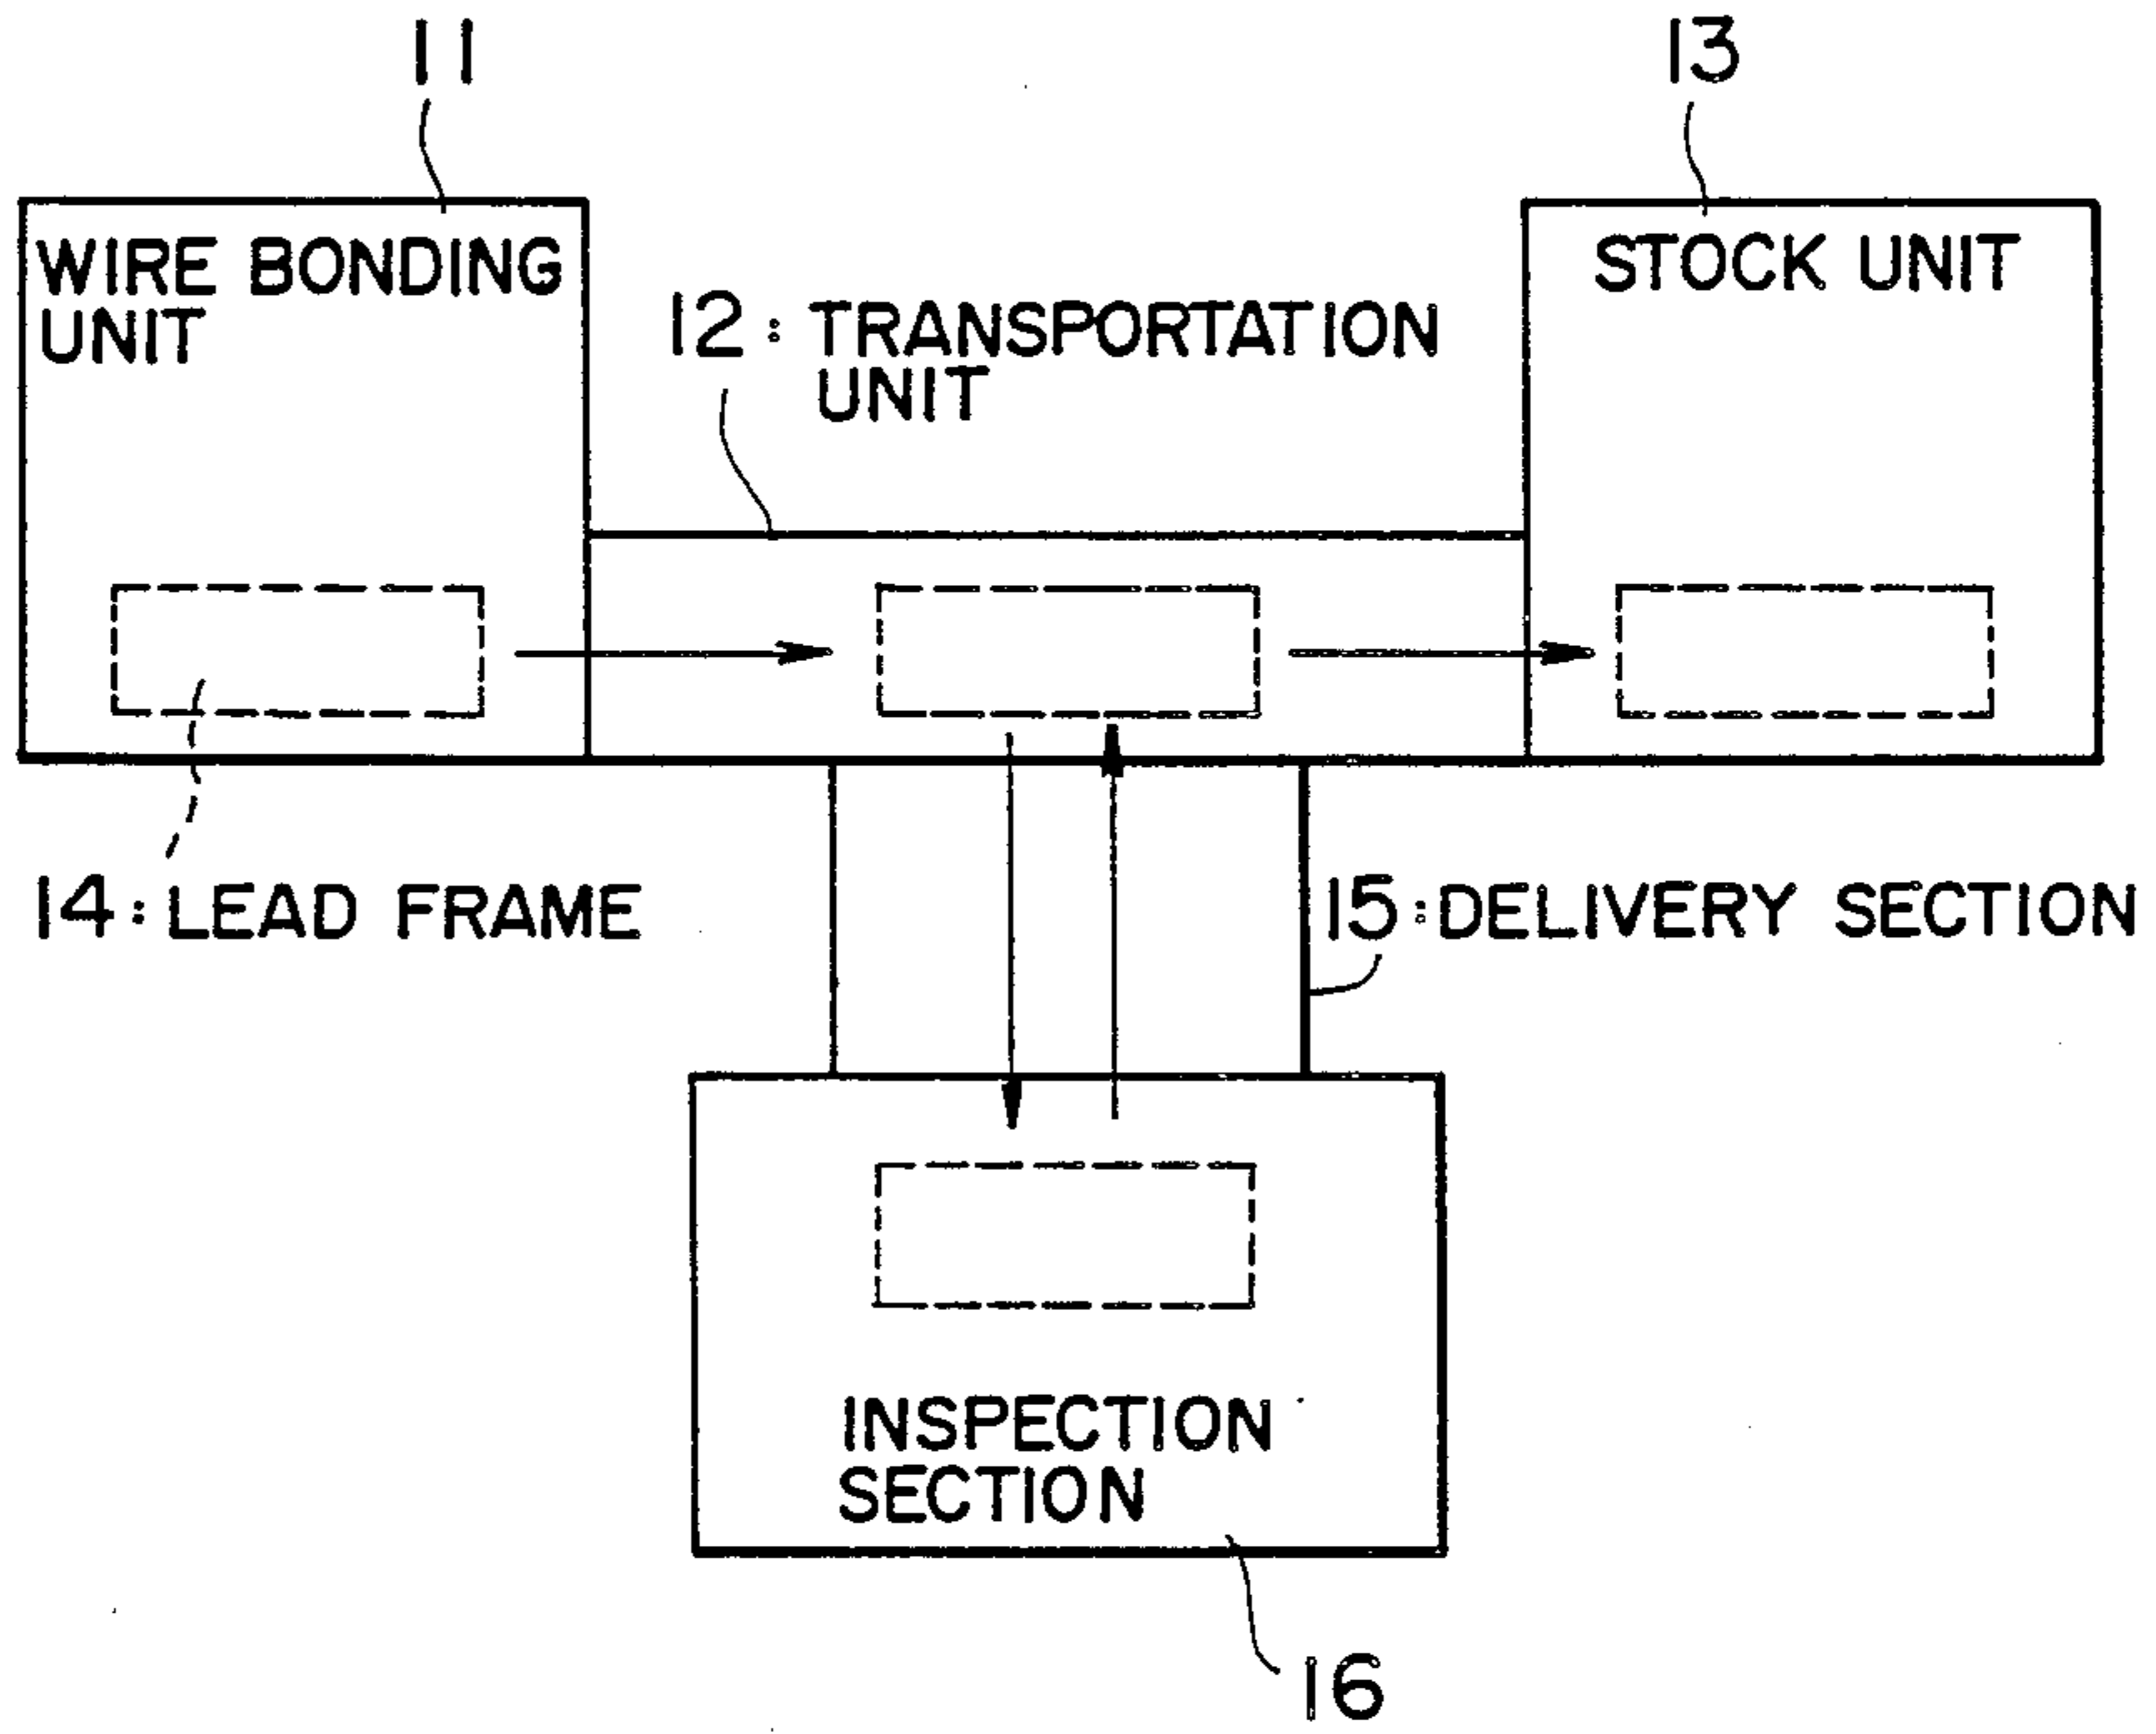 11
13
WIRE BONDING
UNIT
STOCK UNIT
12: TRANSPORTATION
UNIT
14: LEAD FRAME
15: DELIVERY SECTION
INSPECTION
SECTION
16